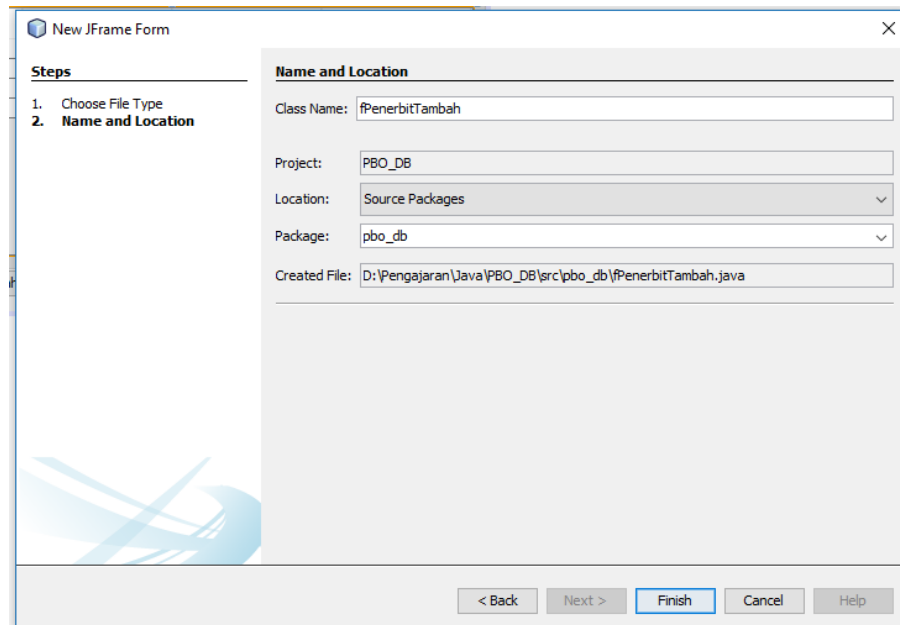 New JFrame Form
Steps
1. Choose File Type
2. Name and Location
Name and Location
Class Name: fPenerbitTambah
Project: PBO_DB
Location: Source Packages
Package: pbo_db
Created File: D:\Pengajaran\Java\PBO_DB\src\pbo_db\fPenerbitTambah.java
< Back Next > Finish Cancel Help